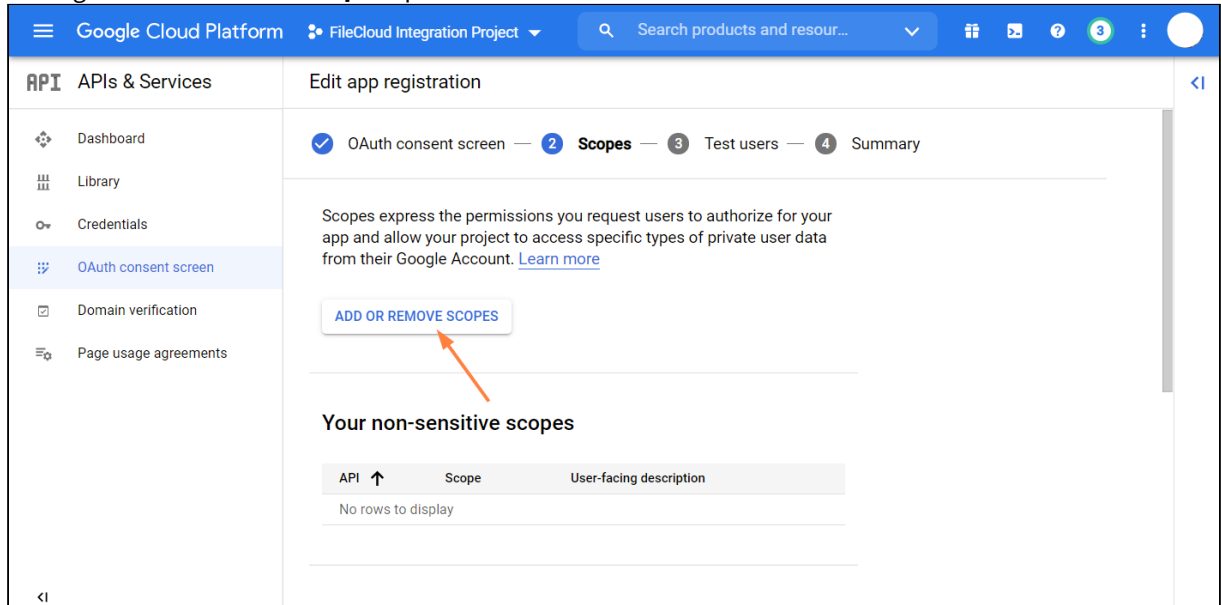 Google Cloud Platform
FileCloud Integration Project
Search products and resour...
3
API APIs & Services
Edit app registration
Dashboard
Library
Credentials
OAuth consent screen
Domain verification
Page usage agreements
OAuth consent screen — 2 Scopes — 3 Test users — 4 Summary
Scopes express the permissions you request users to authorize for your
app and allow your project to access specific types of private user data
from their Google Account. Learn more
ADD OR REMOVE SCOPES
Your non-sensitive scopes
API Scope User-facing description
No rows to display